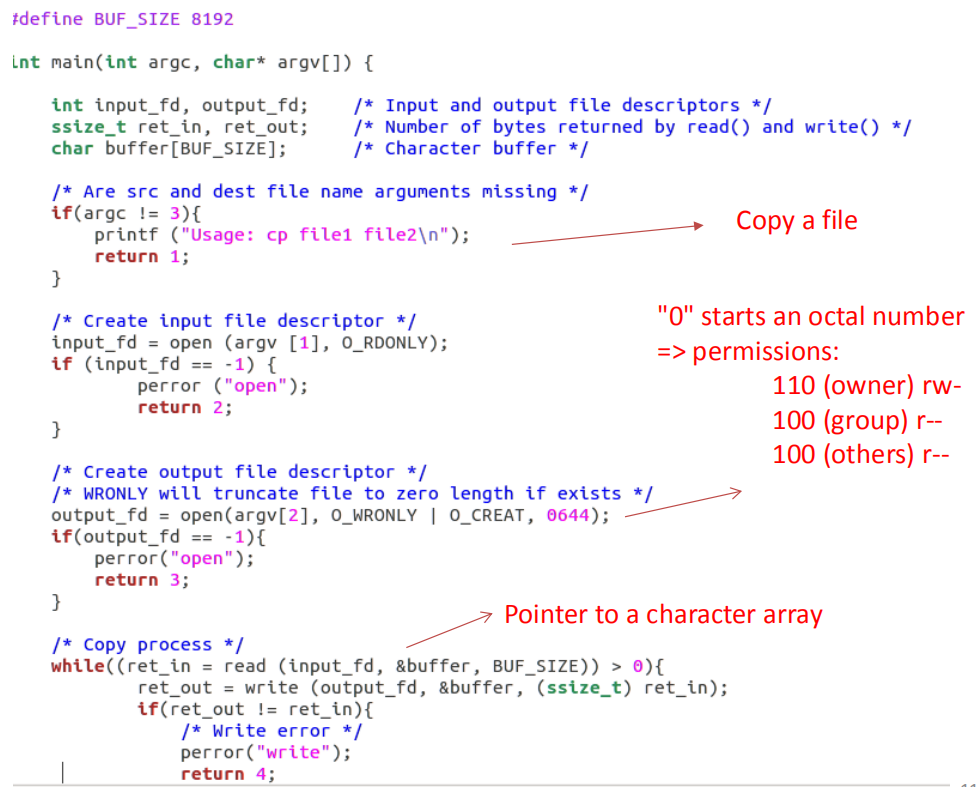 #define BUF_SIZE 8192
int main(int argc, char* argv[]) {
int input_fd, output_fd; /* Input and output file descriptors */
ssize_t ret_in, ret_out; /* Number of bytes returned by read() and write() */
char buffer[BUF_SIZE]; /* Character buffer */
/* Are src and dest file name arguments missing */
if(argc != 3){
printf ("Usage: cp file1 file2\n");
Copy a file
return 1;
}
/* Create input file descriptor */
input_fd = open (argv [1], O_RDONLY);
if (input_fd == -1) {
perror ("open");
return 2;
}
"0" starts an octal number
=> permissions:
110 (owner) rw-
100 (group) r--
100 (others) r--
/* Create output file descriptor */
/* WRONLY will truncate file to zero length if exists */
output_fd = open(argv[2], O_WRONLY | O_CREAT, 0644);
if(output_fd == -1){
perror("open");
return 3;
}
Pointer to a character array
/* Copy process */
while((ret_in = read (input_fd, &buffer, BUF_SIZE)) > 0){
ret_out = write (output_fd, &buffer, (ssize_t) ret_in);
if(ret_out != ret_in){
/* Write error */
perror("write");
return 4;